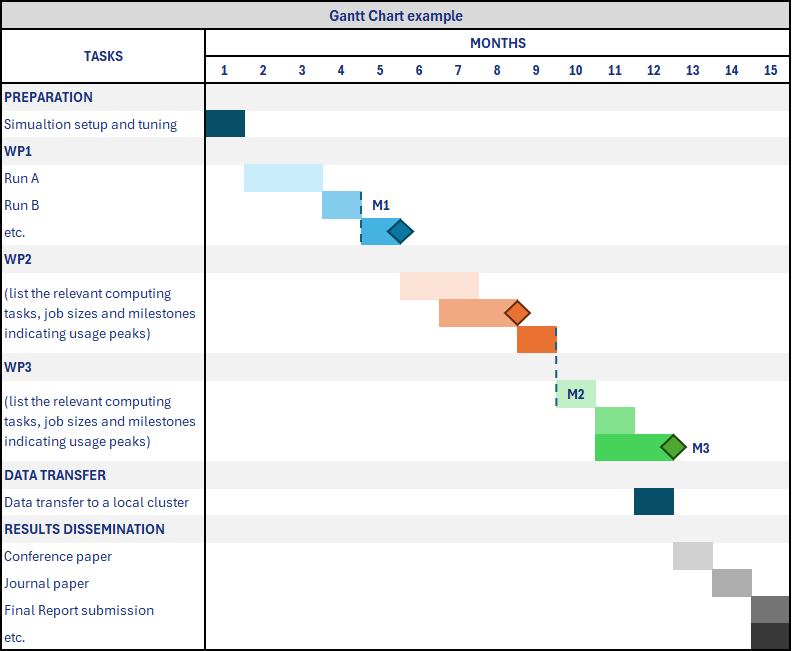 Gantt Chart example
TASKS
MONTHS
1 2 3 4 5 6 7 8 9 10 11 12 13 14 15
PREPARATION
Simualtion setup and tuning
WP1
Run A
Run B
M1
etc.
WP2
(list the relevant computing
tasks, job sizes and milestones
indicating usage peaks)
WP3
(list the relevant computing
tasks, job sizes and milestones
indicating usage peaks)
M2
M3
DATA TRANSFER
Data transfer to a local cluster
RESULTS DISSEMINATION
Conference paper
Journal paper
Final Report submission
etc.